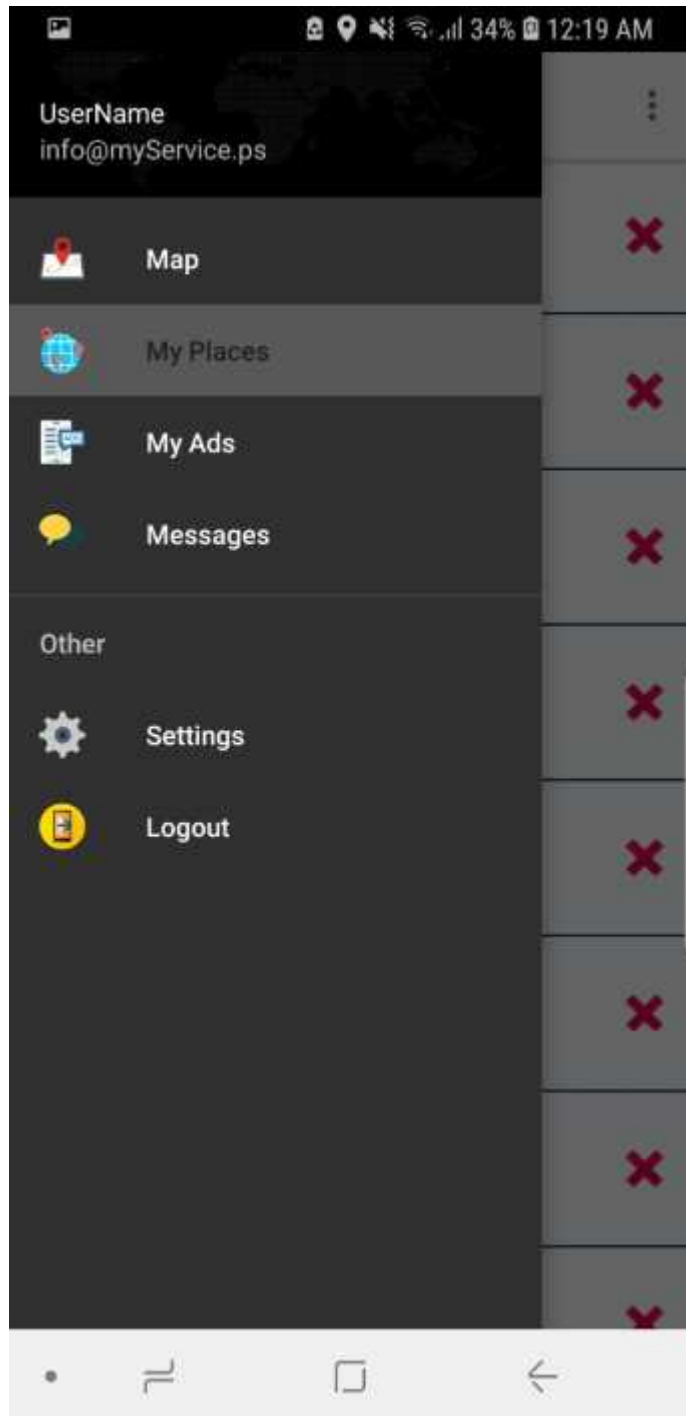 34% 12:19 AM
UserName
info@myService.ps
Map
My Places
My Ads
Messages
Other
Settings
Logout